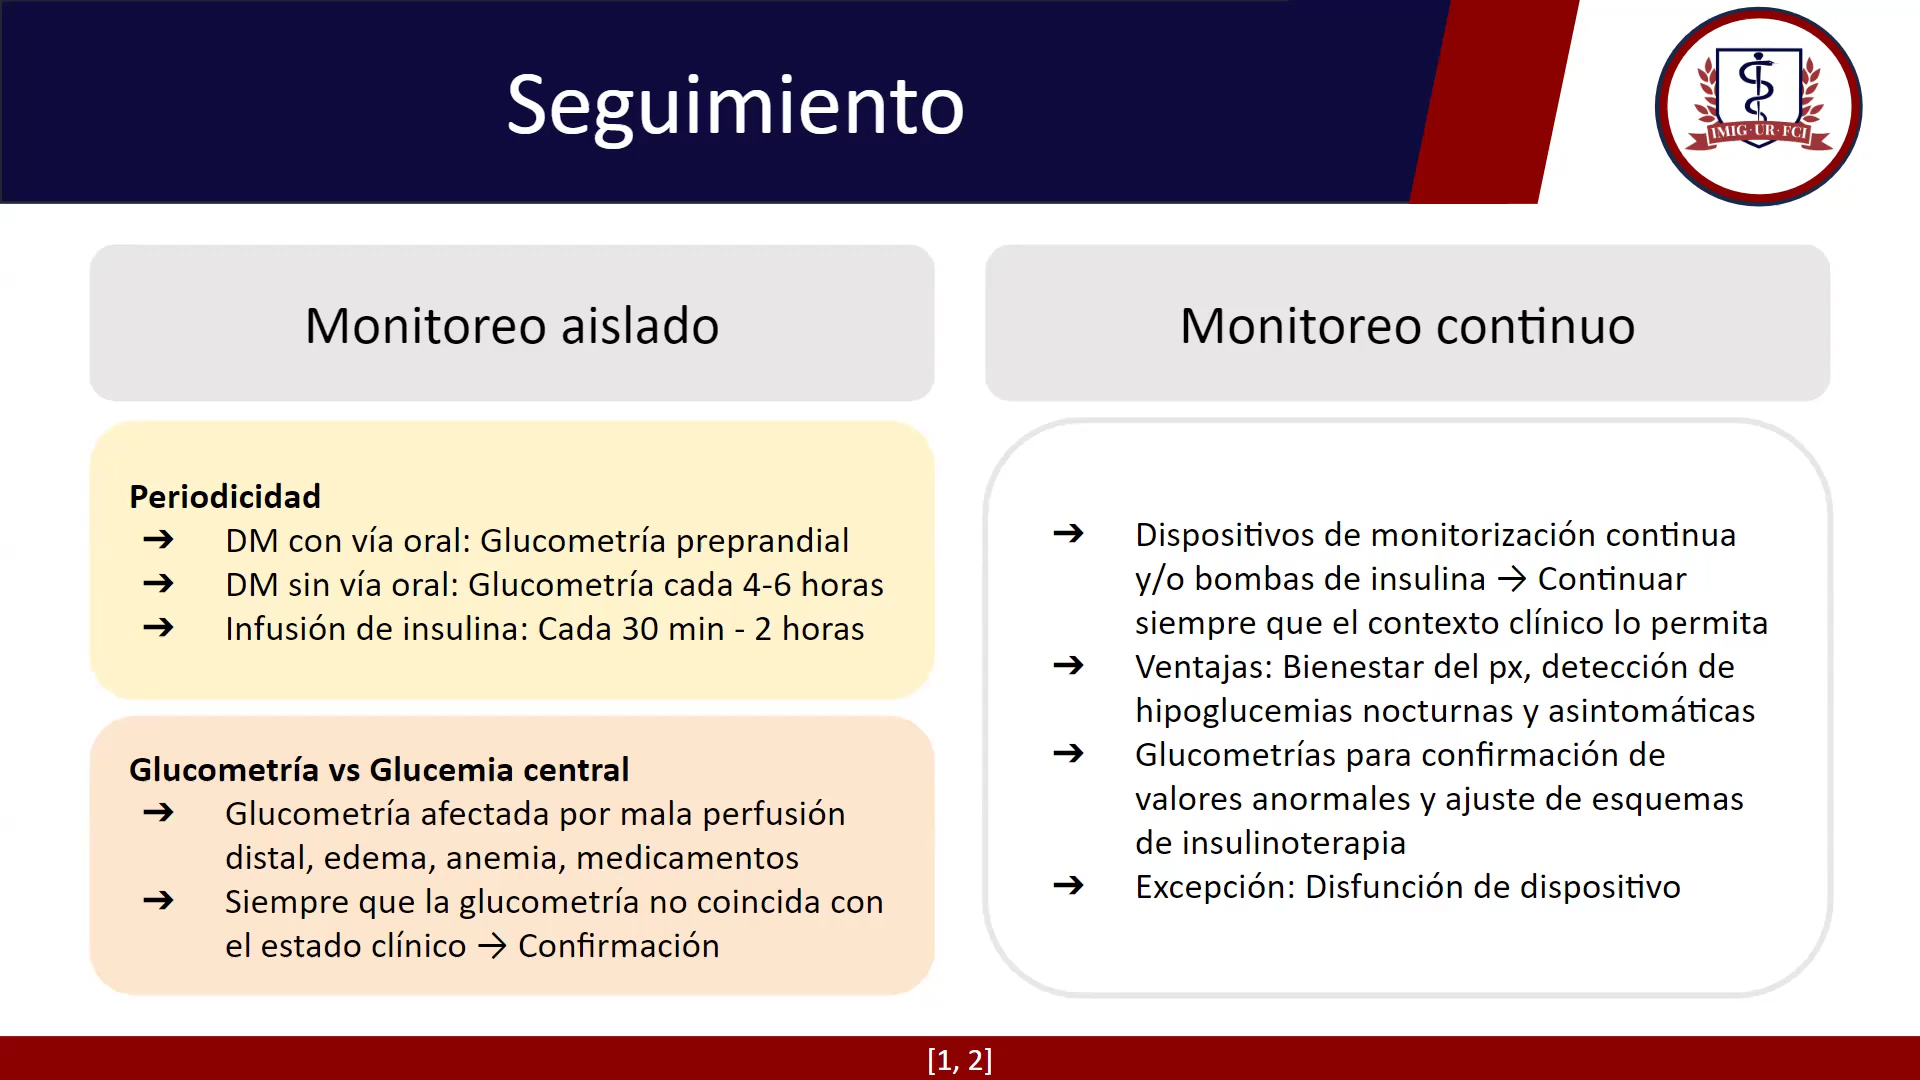 Seguimiento
IMIG·UR·FCI
Monitoreo aislado
Periodicidad
➔ DM con vía oral: Glucometría preprandial
➔ DM sin vía oral: Glucometría cada 4-6 horas
➔ Infusión de insulina: Cada 30 min - 2 horas
Glucometría vs Glucemia central
➔ Glucometría afectada por mala perfusión
distal, edema, anemia, medicamentos
➔ Siempre que la glucometría no coincida con
el estado clínico → Confirmación
Monitoreo continuo
➔ Dispositivos de monitorización continua
y/o bombas de insulina → Continuar
siempre que el contexto clínico lo permita
➔ Ventajas: Bienestar del px, detección de
hipoglucemias nocturnas y asintomáticas
➔ Glucometrías para confirmación de
valores anormales y ajuste de esquemas
de insulinoterapia
➔ Excepción: Disfunción de dispositivo
[1, 2]